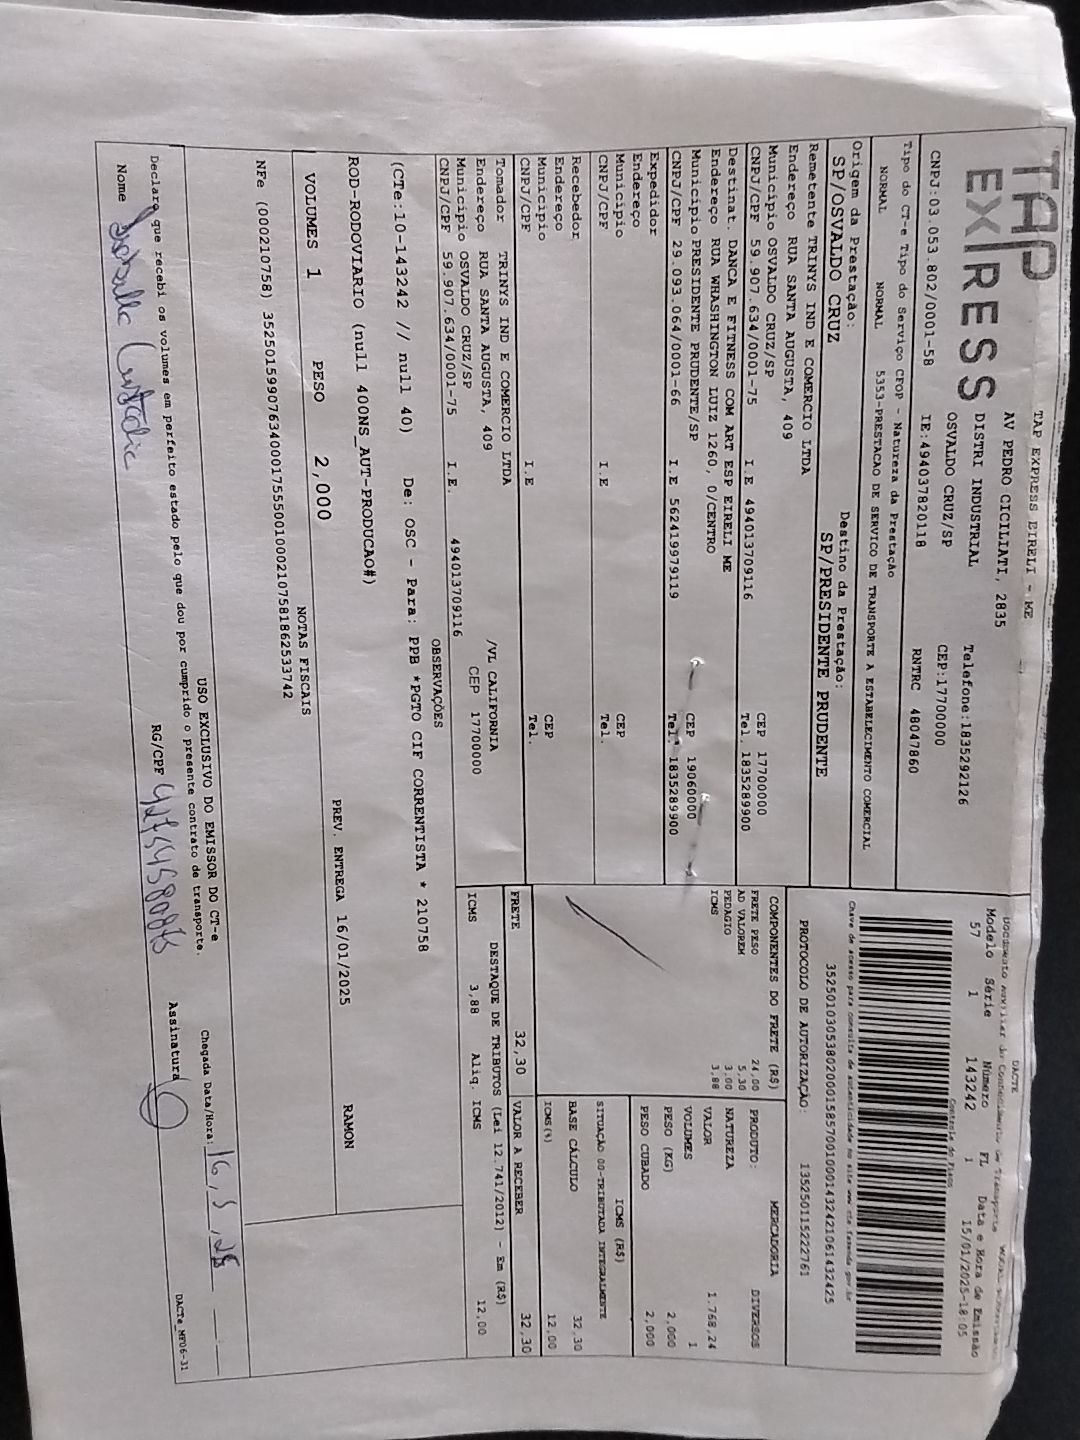 TAP
EXPRESS
TAP EXPRESS EIRELI - ME
AV PEDRO CICILIATI, 2835
DISTRI INDUSTRIAL Telefone:1835292126
OSVALDO CRUZ/SP CEP:17700000
CNPJ:03.053.802/0001-58 IE:494037820118 RNTRC 48047860
Tipo do CT-e Tipo do Serviço CFOP - Natureza da Prestação
NORMAL NORMAL 5353-PRESTACAO DE SERVICO DE TRANSPORTE A ESTABELECIMENTO COMERCIAL
Origem da Prestação: Destino da Prestação:
SP/OSVALDO CRUZ SP/PRESIDENTE PRUDENTE
Remetente TRINYS IND E COMERCIO LTDA
Endereço RUA SANTA AUGUSTA, 409
Municipio OSVALDO CRUZ/SP CEP 17700000
CNPJ/CPF 59.907.634/0001-75 I.E 494013709116 Tel. 1835289900
Destinat. DANCA E FITNESS COM ART ESP EIRELI ME
Endereço RUA WHASHINGTON LUIZ 1260, 0/CENTRO
Municipio PRESIDENTE PRUDENTE/SP CEP 19060000
CNPJ/CPF 29.093.064/0001-66 I.E 562419979119 Tel. 1835289900
Expedidor
Endereço
Municipio CEP
CNPJ/CPF I.E Tel.
Recebedor
Endereço
Municipio CEP
CNPJ/CPF I.E Tel.
Tomador TRINYS IND E COMERCIO LTDA
Endereço RUA SANTA AUGUSTA, 409 /VL CALIFORNIA
Municipio OSVALDO CRUZ/SP CEP 17700000
CNPJ/CPF 59.907.634/0001-75 I.E. 494013709116
DACTE
Documento Auxiliar do Conhecimento de Transporte
Modelo Série Número FL Data e Hora de Emissão
57 1 143242 1 15/01/2025-18:05
Controle do Fisco
Chave de acesso para consulta de autenticidade no site www.cte.fazenda.gov.br
35250103053802000158570010001432421061432425
PROTOCOLO DE AUTORIZAÇÃO: 135250115222761
COMPONENTES DO FRETE (R$)
FRETE PESO 24,00
AD VALOREM 5,30
PEDAGIO 3,00
ICMS 3,88
MERCADORIA
PRODUTO: DIVERSOS
NATUREZA
VALOR 1.768,24
VOLUMES 1
PESO (KG) 2,000
PESO CUBADO 2,000
ICMS (R$)
SITUAÇÃO 00-TRIBUTADA INTEGRALMENTE
BASE CÁLCULO 32,30
ICMS(%) 12,00
FRETE 32,30 VALOR A RECEBER 32,30
DESTAQUE DE TRIBUTOS (Lei 12.741/2012) - Em (R$)
ICMS 3,88 Aliq. ICMS 12,00
OBSERVAÇÕES
(CTe:10-143242 // null 40) De: OSC - Para: PPB *PGTO CIF CORRENTISTA * 210758
ROD-RODOVIARIO (null 400NS_AUT-PRODUCAO#)
VOLUMES 1 PESO 2,000 PREV. ENTREGA 16/01/2025 RAMON
NOTAS FISCAIS
NFe (000210758) 35250159907634000175550010002107581862533742
USO EXCLUSIVO DO EMISSOR DO CT-e
Declaro que recebi os volumes em perfeito estado pelo que dou por cumprido o presente contrato de transporte.
Chegada Data/Hora: 16
Nome RG/CPF Assinatura
DACTe_MF06-31